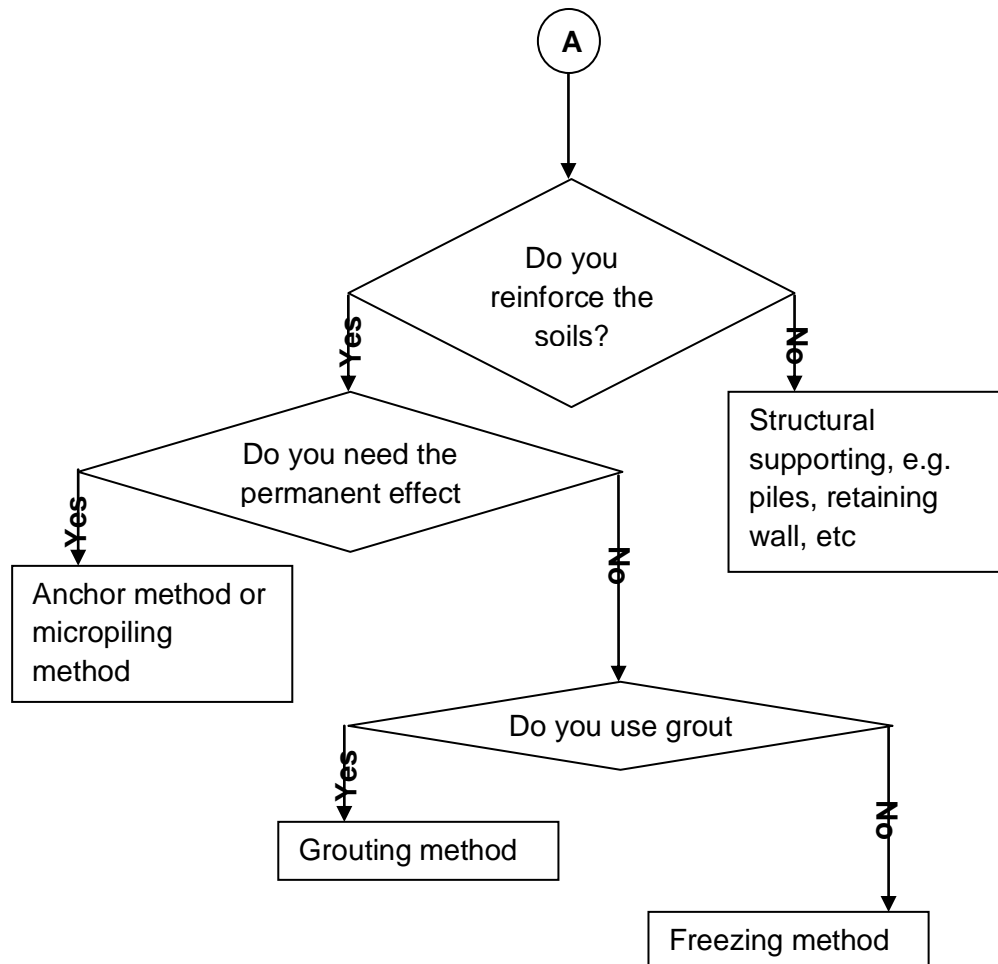 A
Do you
reinforce the
soils?
Yes
No
Structural
supporting, e.g.
piles, retaining
wall, etc
Do you need the
permanent effect
Yes
No
Anchor method or
micropiling
method
Do you use grout
Yes
No
Grouting method
Freezing method